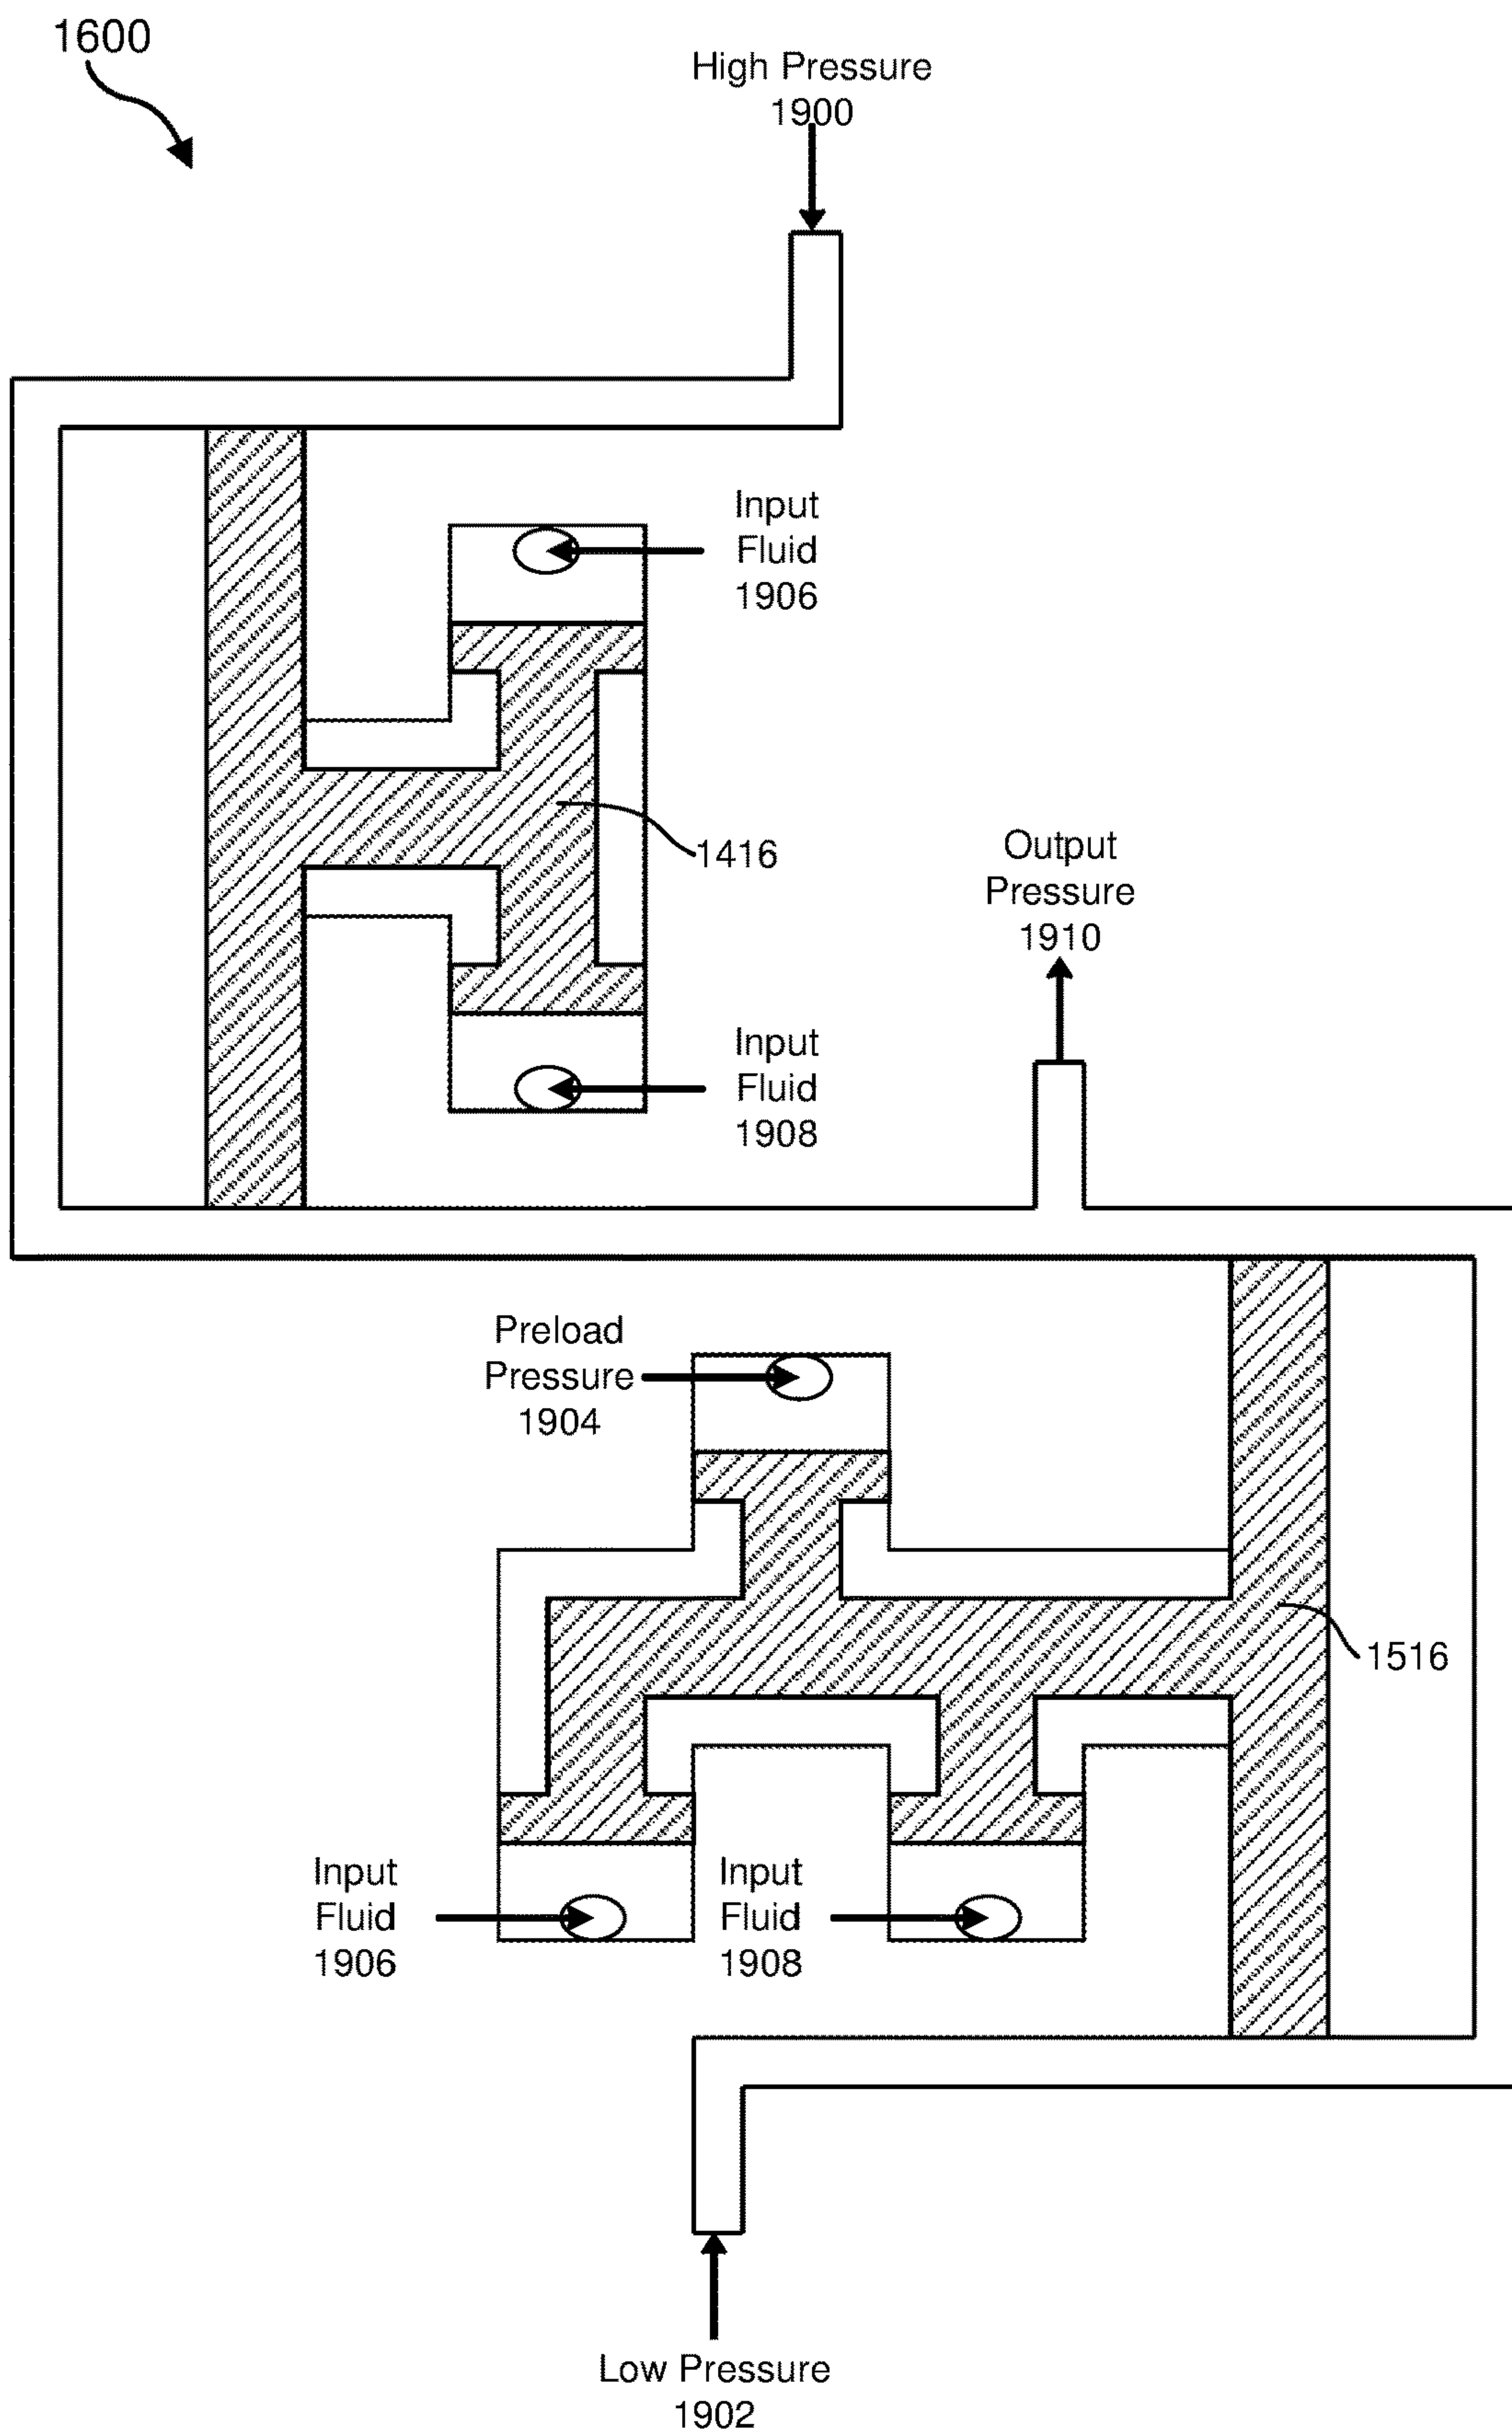 1600
High Pressure
1900
Input
Fluid
1906
1416
Output
Pressure
1910
Input
Fluid
1908
Preload
Pressure
1904
1516
Input
Fluid
1906
Input
Fluid
1908
Low Pressure
1902